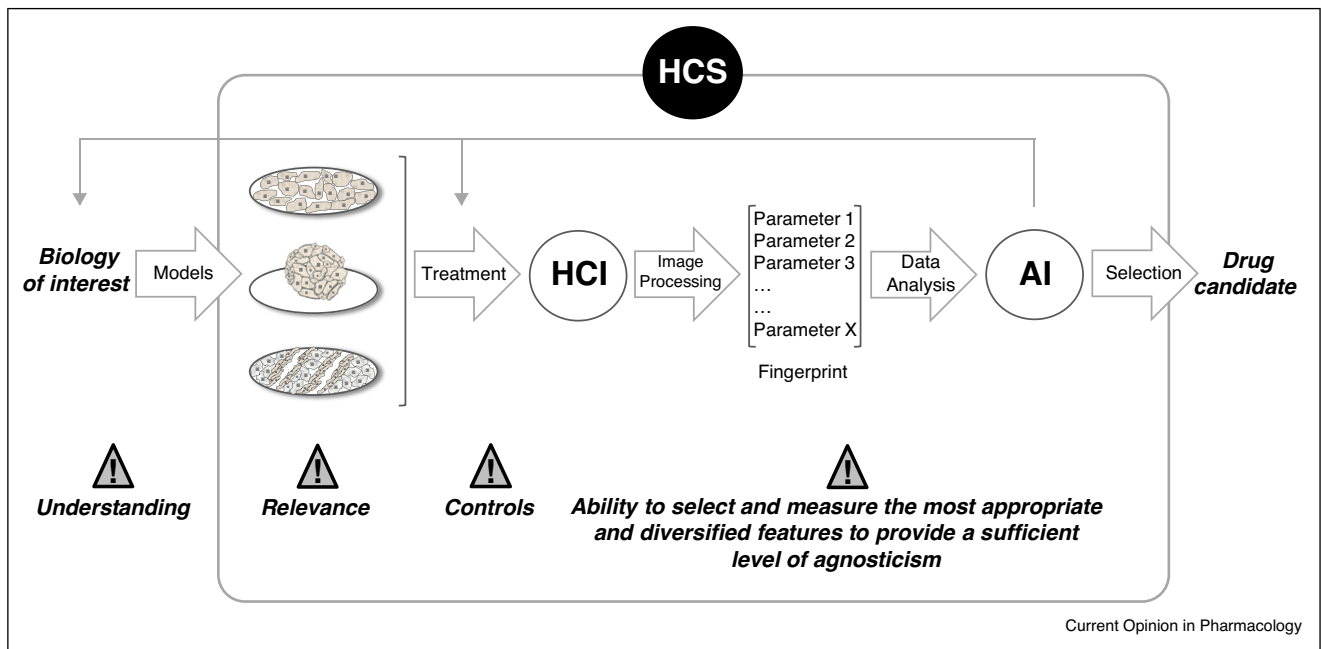 HCS
Biology
of interest
Models
Treatment
HCI
Image
Processing
Parameter 1
Parameter 2
Parameter 3
...
...
Parameter X
Fingerprint
Data
Analysis
AI
Selection
Drug
candidate
!
Understanding
!
Relevance
!
Controls
!
Ability to select and measure the most appropriate
and diversified features to provide a sufficient
level of agnosticism
Current Opinion in Pharmacology